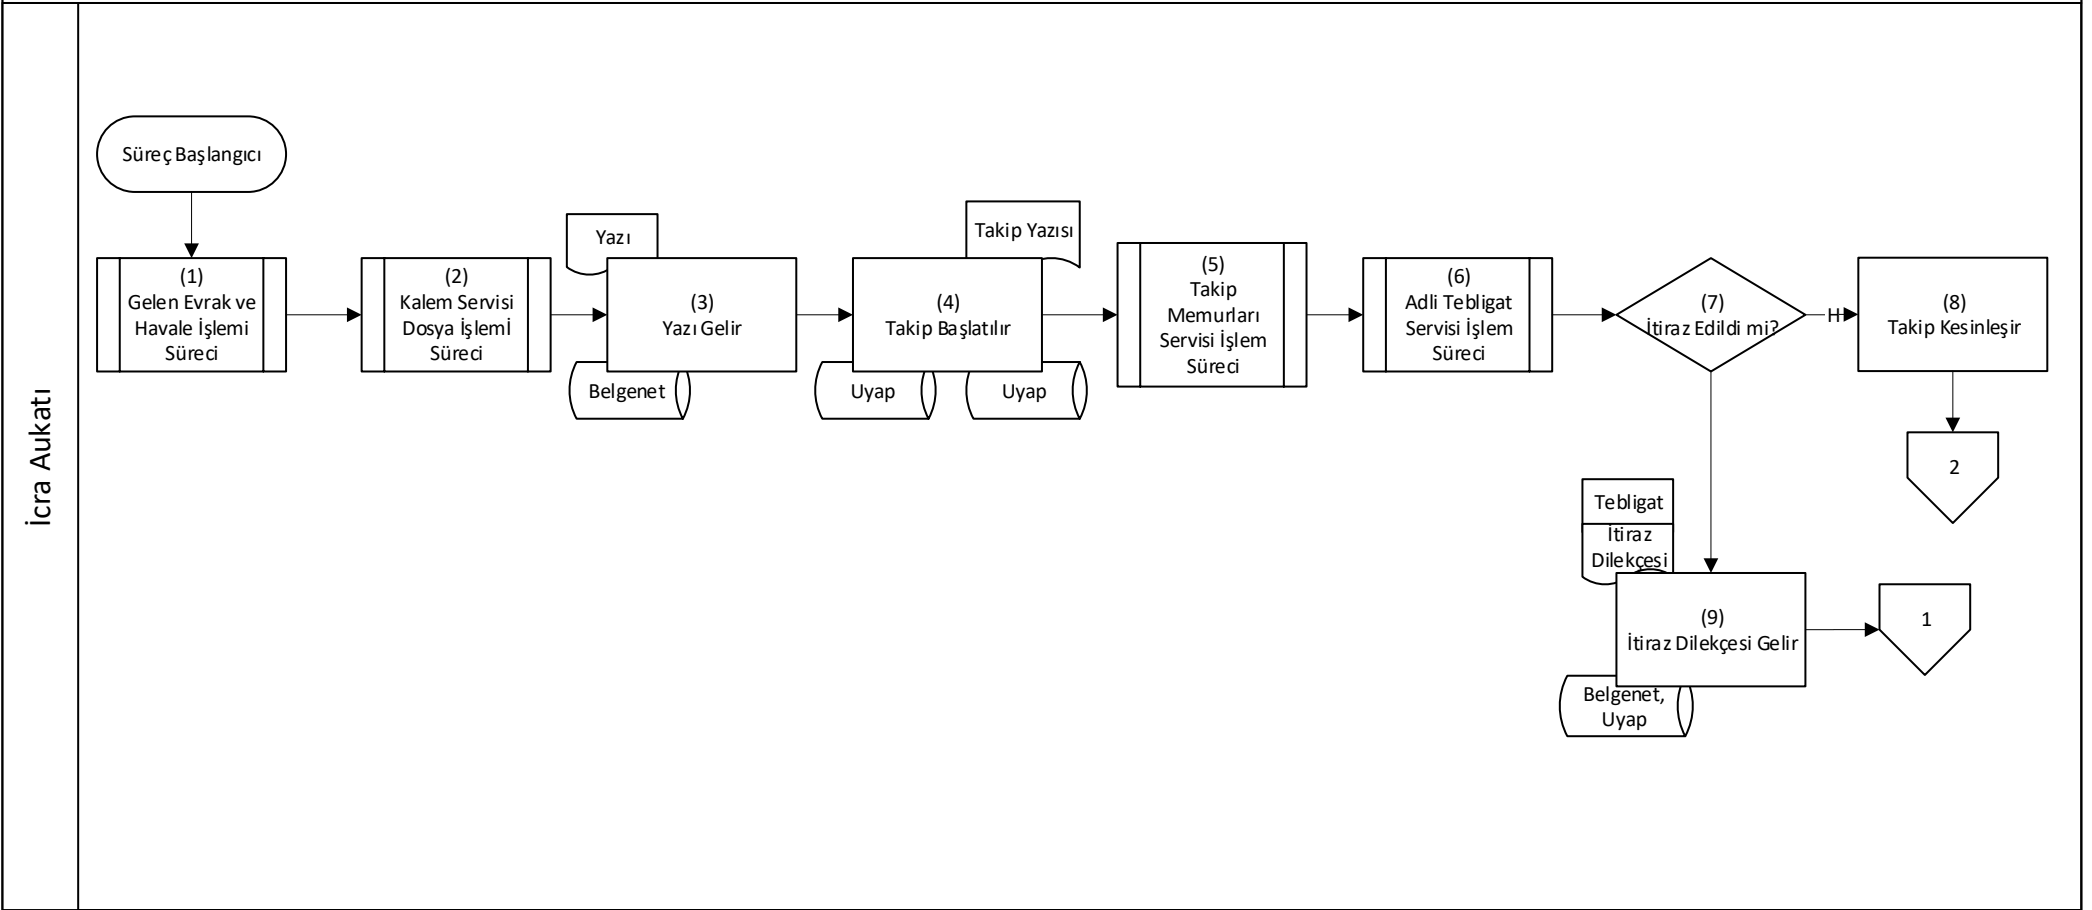 İcra Aukatı
Süreç Başlangıcı
(1)
Gelen Evrak ve
Havale İşlemi
Süreci
(2)
Kalem Servisi
Dosya İşlemİ
Süreci
Yazı
(3)
Yazı Gelir
Belgenet
Takip Yazısı
(4)
Takip Başlatılır
Uyap
Uyap
(5)
Takip
Memurları
Servisi İşlem
Süreci
(6)
Adli Tebligat
Servisi İşlem
Süreci
(7)
İtiraz Edildi mi?
H
(8)
Takip Kesinleşir
2
Tebligat
İtiraz
Dilekçesi
(9)
İtiraz Dilekçesi Gelir
Belgenet,
Uyap
1